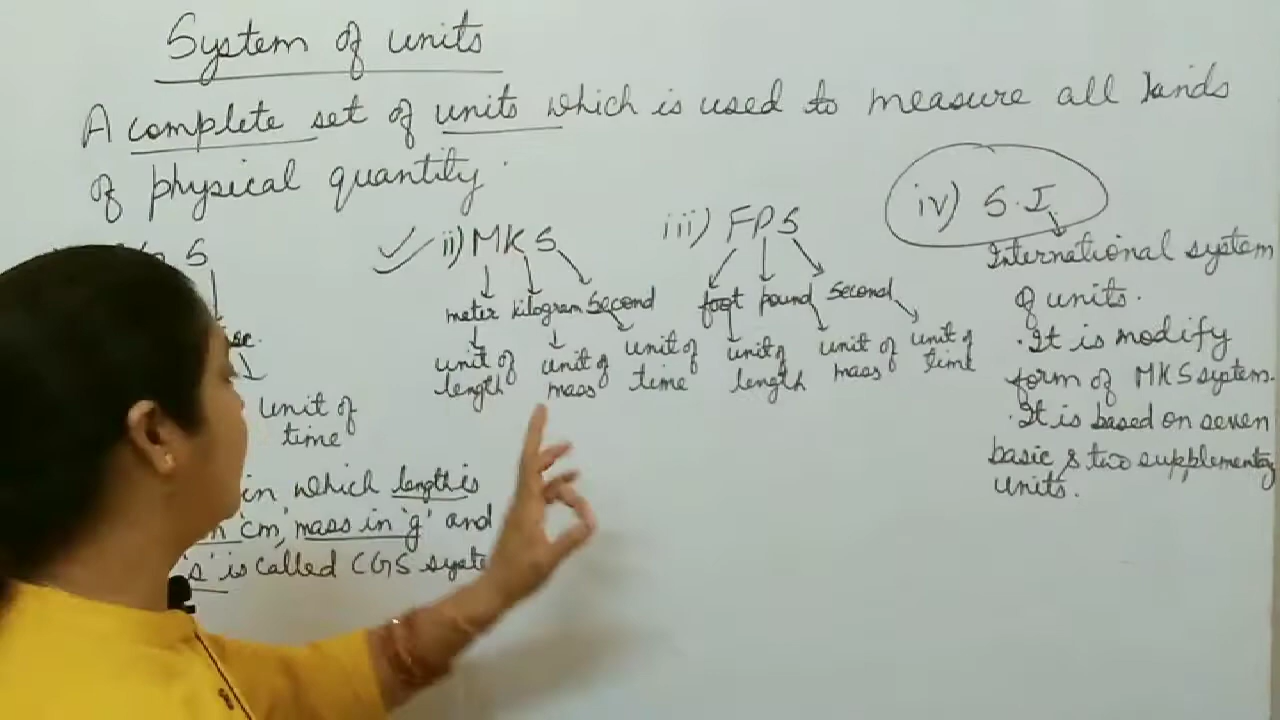 System of units
A complete set of units which is used to measure all kinds
of physical quantity.
S
sec.
unit of
time
in which length is
'cm', mass in 'g' and
's' is called CGS syste
ii) MKS
meter kilogram second
unit of length
unit of mass
unit of time
iii) FPS
foot pound second
unit of length
unit of mass
unit of time
iv) S.I
International system
of units.
·It is modify
form of MKS system.
·It is based on seven
basic & two supplementary
units.